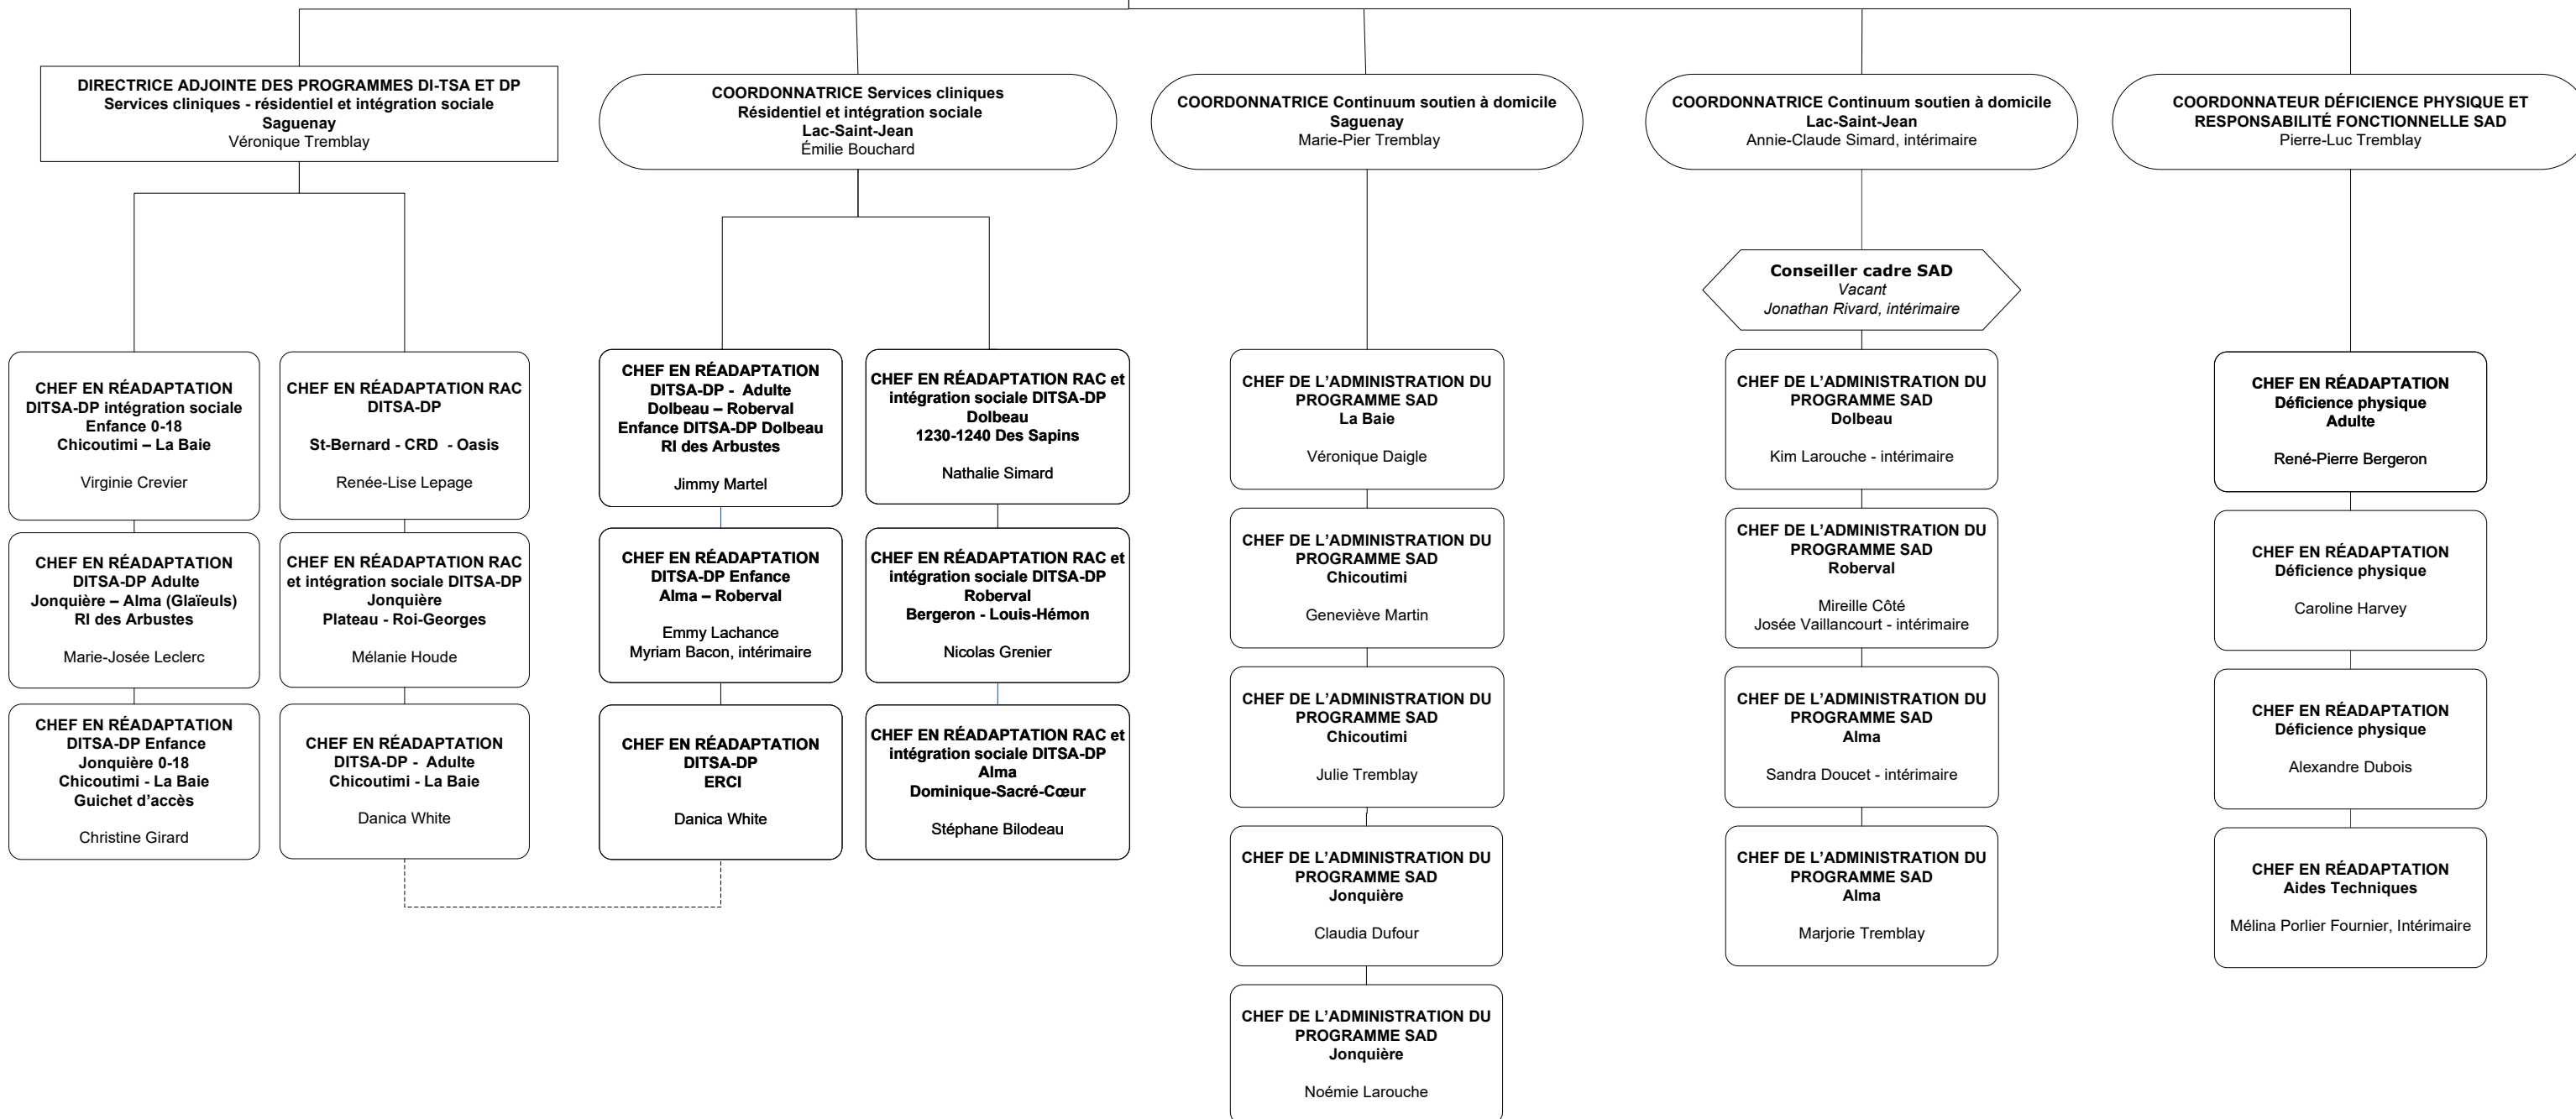 DIRECTRICE ADJOINTE DES PROGRAMMES DI-TSA ET DP
Services cliniques - résidentiel et intégration sociale
Saguenay
Véronique Tremblay
COORDONNATRICE Services cliniques
Résidentiel et intégration sociale
Lac-Saint-Jean
Émilie Bouchard
COORDONNATRICE Continuum soutien à domicile
Saguenay
Marie-Pier Tremblay
COORDONNATRICE Continuum soutien à domicile
Lac-Saint-Jean
Annie-Claude Simard, intérimaire
COORDONNATEUR DÉFICIENCE PHYSIQUE ET
RESPONSABILITÉ FONCTIONNELLE SAD
Pierre-Luc Tremblay
Conseiller cadre SAD
Vacant
Jonathan Rivard, intérimaire
CHEF EN RÉADAPTATION
DITSA-DP intégration sociale
Enfance 0-18
Chicoutimi – La Baie
Virginie Crevier
CHEF EN RÉADAPTATION RAC
DITSA-DP
St-Bernard - CRD - Oasis
Renée-Lise Lepage
CHEF EN RÉADAPTATION
DITSA-DP - Adulte
Dolbeau – Roberval
Enfance DITSA-DP Dolbeau
RI des Arbustes
Jimmy Martel
CHEF EN RÉADAPTATION RAC et
intégration sociale DITSA-DP
Dolbeau
1230-1240 Des Sapins
Nathalie Simard
CHEF DE L’ADMINISTRATION DU
PROGRAMME SAD
La Baie
Véronique Daigle
CHEF DE L’ADMINISTRATION DU
PROGRAMME SAD
Dolbeau
Kim Larouche - intérimaire
CHEF EN RÉADAPTATION
Déficience physique
Adulte
René-Pierre Bergeron
CHEF EN RÉADAPTATION
DITSA-DP Adulte
Jonquière – Alma (Glaïeuls)
RI des Arbustes
Marie-Josée Leclerc
CHEF EN RÉADAPTATION RAC
et intégration sociale DITSA-DP
Jonquière
Plateau - Roi-Georges
Mélanie Houde
CHEF EN RÉADAPTATION
DITSA-DP Enfance
Alma – Roberval
Emmy Lachance
Myriam Bacon, intérimaire
CHEF EN RÉADAPTATION RAC et
intégration sociale DITSA-DP
Roberval
Bergeron - Louis-Hémon
Nicolas Grenier
CHEF DE L’ADMINISTRATION DU
PROGRAMME SAD
Chicoutimi
Geneviève Martin
CHEF DE L’ADMINISTRATION DU
PROGRAMME SAD
Roberval
Mireille Côté
Josée Vaillancourt - intérimaire
CHEF EN RÉADAPTATION
Déficience physique
Caroline Harvey
CHEF EN RÉADAPTATION
DITSA-DP Enfance
Jonquière 0-18
Chicoutimi - La Baie
Guichet d’accès
Christine Girard
CHEF EN RÉADAPTATION
DITSA-DP - Adulte
Chicoutimi - La Baie
Danica White
CHEF EN RÉADAPTATION
DITSA-DP
ERCI
Danica White
CHEF EN RÉADAPTATION RAC et
intégration sociale DITSA-DP
Alma
Dominique-Sacré-Cœur
Stéphane Bilodeau
CHEF DE L’ADMINISTRATION DU
PROGRAMME SAD
Chicoutimi
Julie Tremblay
CHEF DE L’ADMINISTRATION DU
PROGRAMME SAD
Alma
Sandra Doucet - intérimaire
CHEF EN RÉADAPTATION
Déficience physique
Alexandre Dubois
CHEF DE L’ADMINISTRATION DU
PROGRAMME SAD
Jonquière
Claudia Dufour
CHEF DE L’ADMINISTRATION DU
PROGRAMME SAD
Alma
Marjorie Tremblay
CHEF EN RÉADAPTATION
Aides Techniques
Mélina Porlier Fournier, Intérimaire
CHEF DE L’ADMINISTRATION DU
PROGRAMME SAD
Jonquière
Noémie Larouche